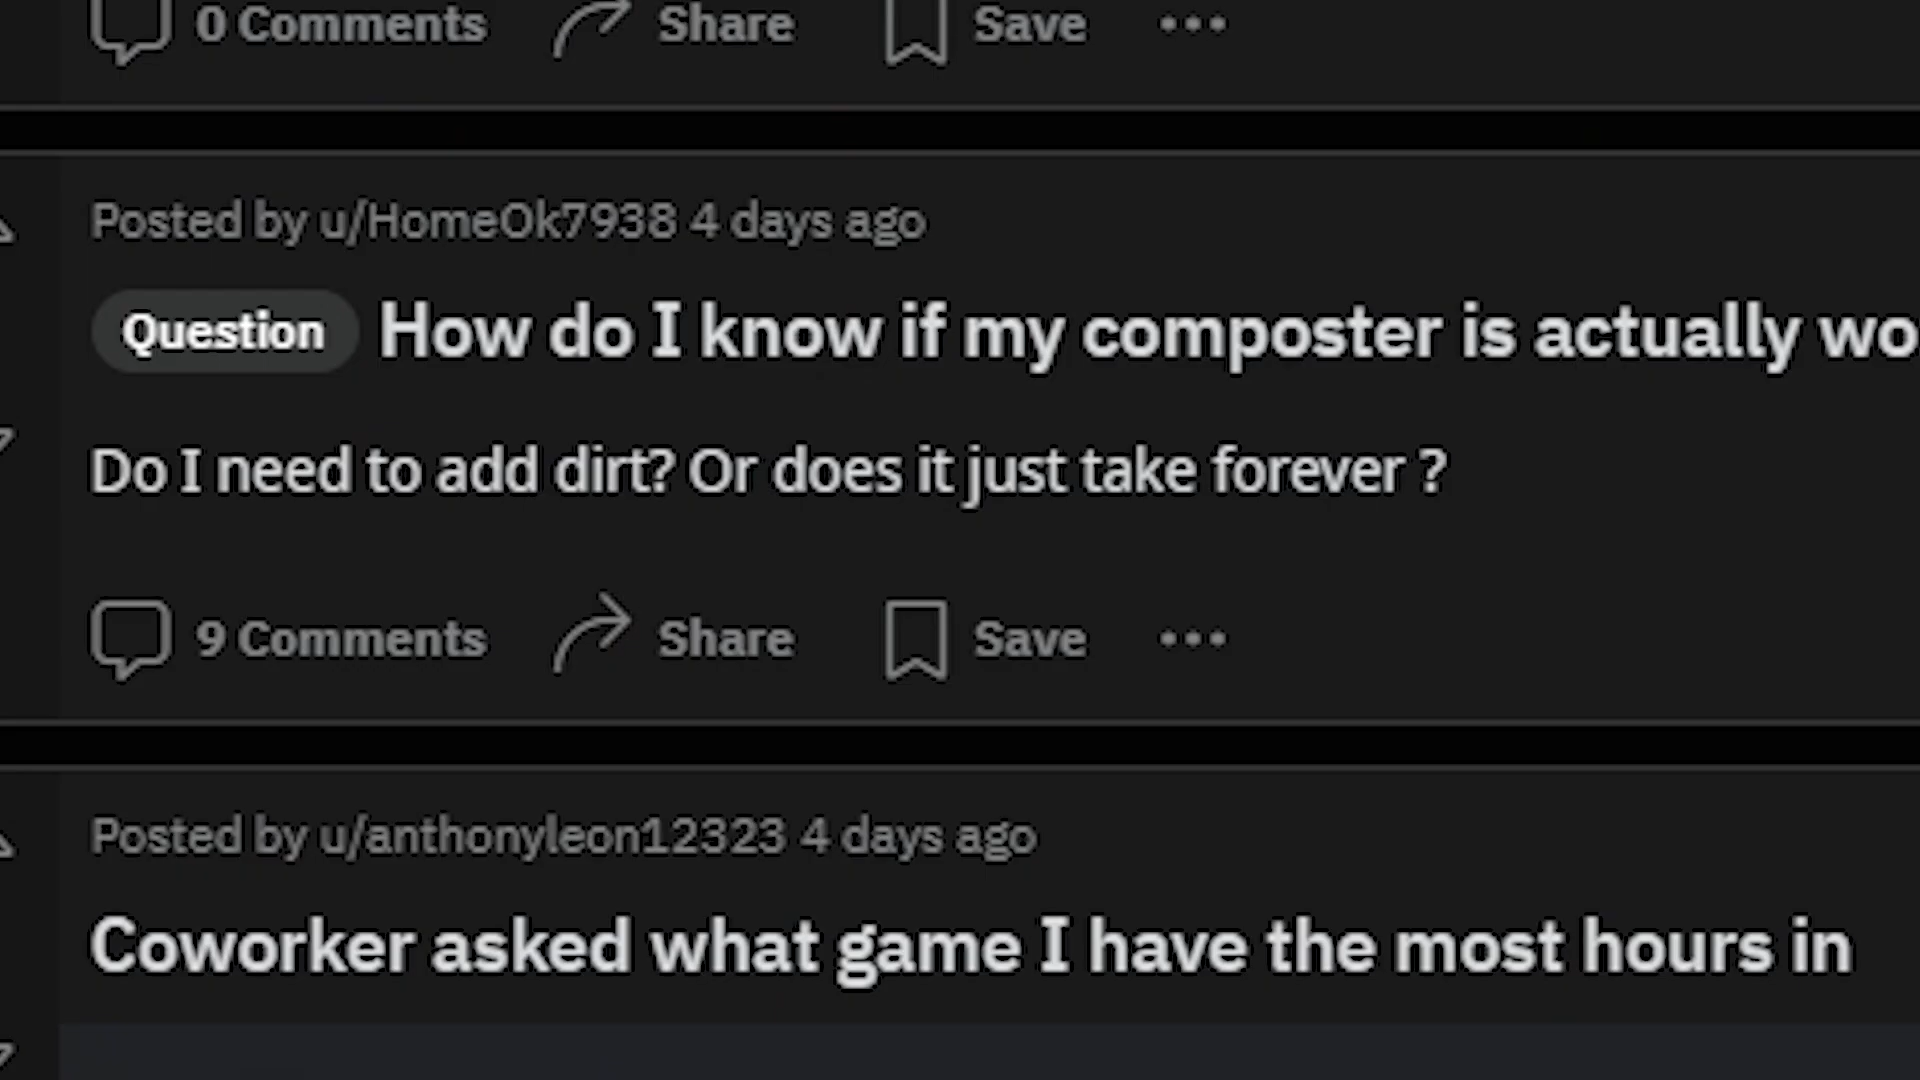 0 Comments Share Save
Posted by u/HomeOk7938 4 days ago
Question How do I know if my composter is actually wo
Do I need to add dirt? Or does it just take forever ?
9 Comments Share Save
Posted by u/anthonyleon12323 4 days ago
Coworker asked what game I have the most hours in